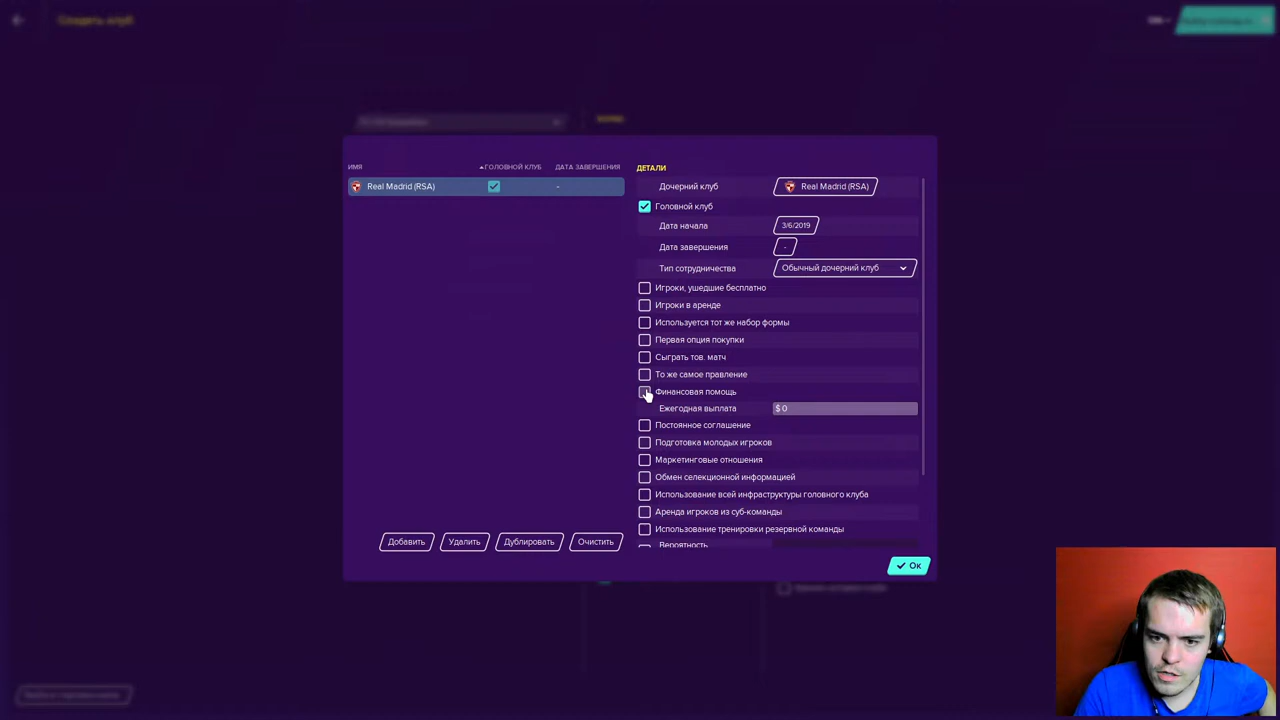 Создать клуб
ИМЯ
ГОЛОВНОЙ КЛУБ
ДАТА ЗАВЕРШЕНИЯ
Real Madrid (RSA)
-
ДЕТАЛИ
Дочерний клуб
Real Madrid (RSA)
Головной клуб
Дата начала
3/6/2019
Дата завершения
-
Тип сотрудничества
Обычный дочерний клуб
Игроки, ушедшие бесплатно
Игроки в аренде
Используется тот же набор формы
Первая опция покупки
Сыграть тов. матч
То же самое правление
Финансовая помощь
Ежегодная выплата
$ 0
Постоянное соглашение
Подготовка молодых игроков
Маркетинговые отношения
Обмен селекционной информацией
Использование всей инфраструктуры головного клуба
Аренда игроков из суб-команды
Использование тренировки резервной команды
Вероятность
Добавить
Удалить
Дублировать
Очистить
Ок